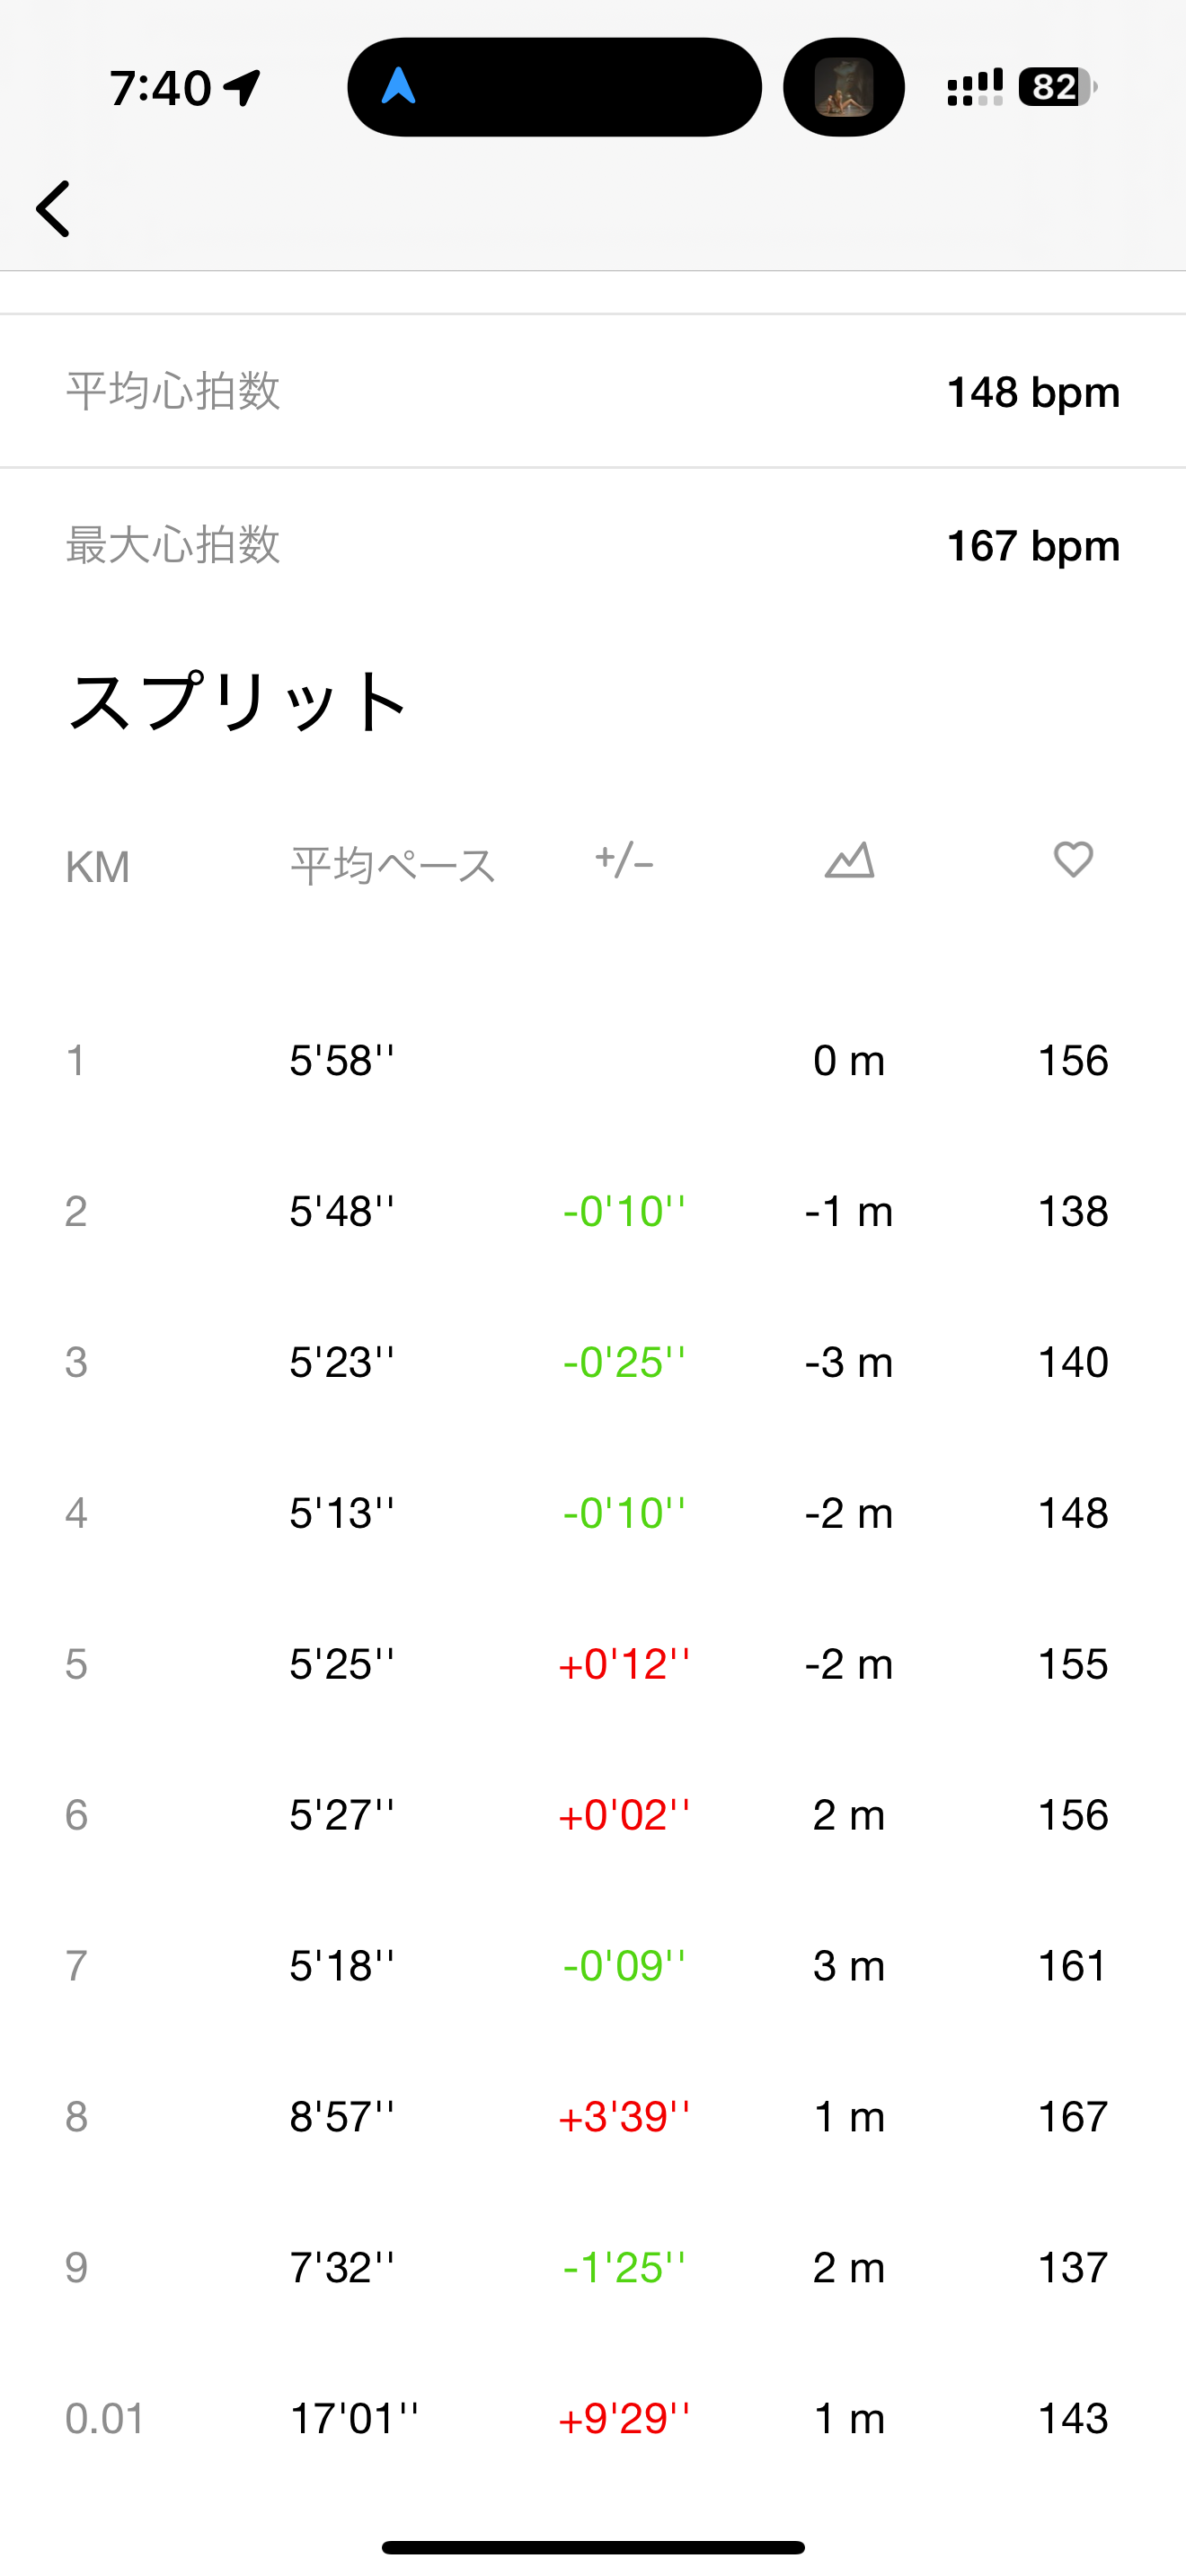 7:40 82
平均心拍数 148 bpm
最大心拍数 167 bpm
スプリット
KM 平均ペース +/-
1 5'58'' 0 m 156
2 5'48'' -0'10'' -1 m 138
3 5'23'' -0'25'' -3 m 140
4 5'13'' -0'10'' -2 m 148
5 5'25'' +0'12'' -2 m 155
6 5'27'' +0'02'' 2 m 156
7 5'18'' -0'09'' 3 m 161
8 8'57'' +3'39'' 1 m 167
9 7'32'' -1'25'' 2 m 137
0.01 17'01'' +9'29'' 1 m 143